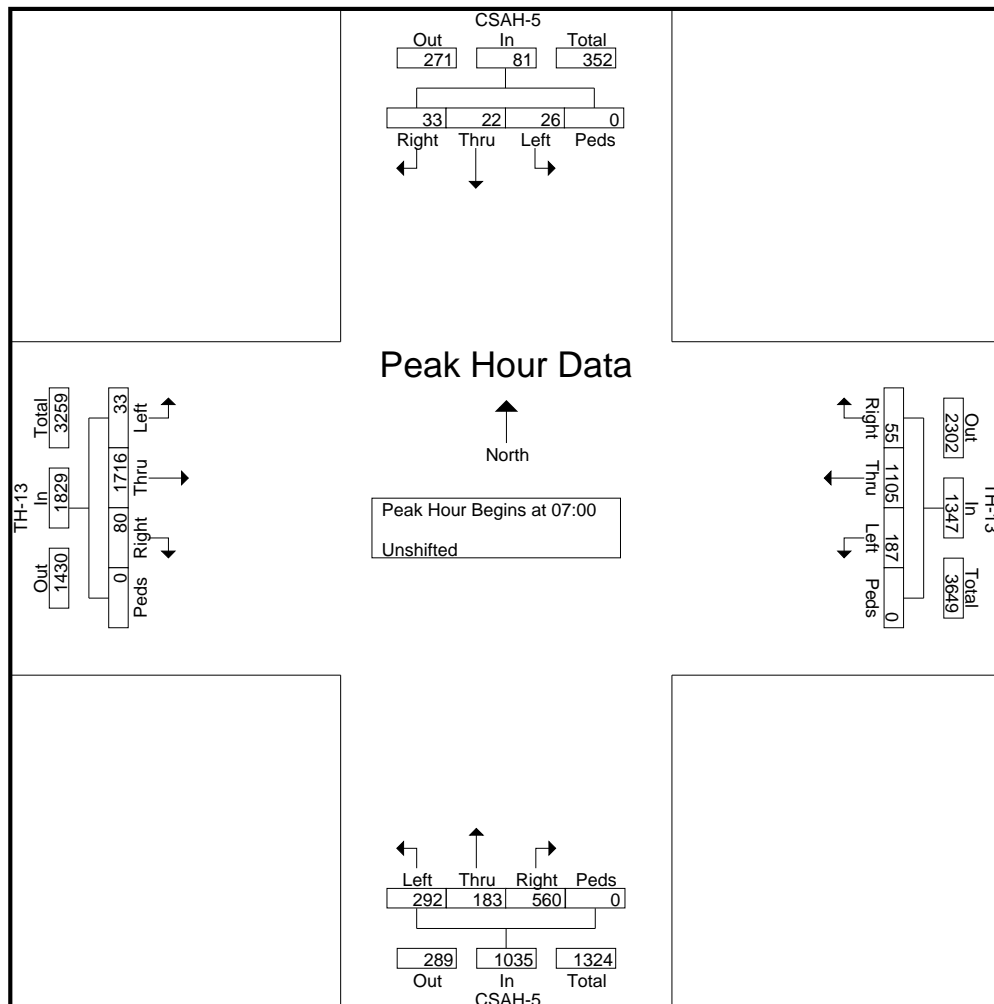 CSAH-5
Out In Total
271 81 352
33 22 26 0
Right Thru Left Peds
Peak Hour Data
North
Peak Hour Begins at 07:00
Unshifted
TH-13
Total In Out
3259 1829 1430
33 1716 80 0
Left Thru Right Peds
TH-13
Out In Total
2302 1347 3649
55 1105 187 0
Right Thru Left Peds
Left Thru Right Peds
292 183 560 0
289 1035 1324
Out In Total
CSAH-5